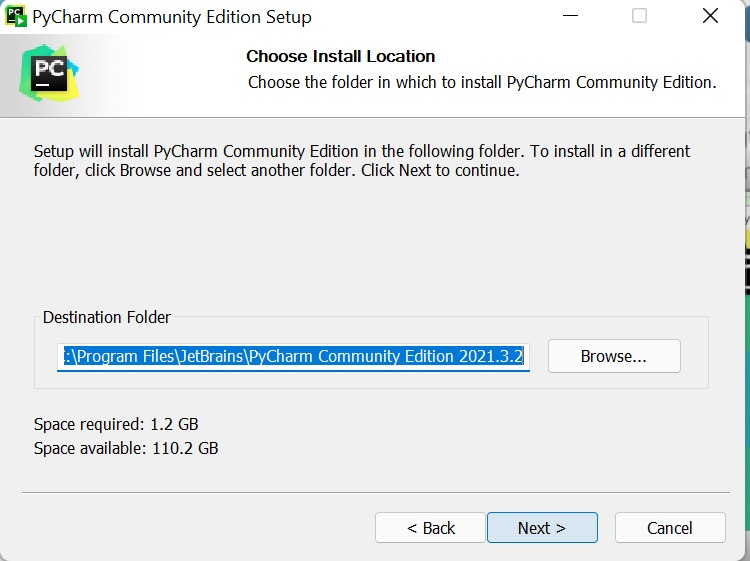 PC
PyCharm Community Edition Setup
PC
Choose Install Location
Choose the folder in which to install PyCharm Community Edition.
Setup will install PyCharm Community Edition in the following folder. To install in a different
folder, click Browse and select another folder. Click Next to continue.
Destination Folder
:\Program Files\JetBrains\PyCharm Community Edition 2021.3.2
Browse...
Space required: 1.2 GB
Space available: 110.2 GB
< Back
Next >
Cancel